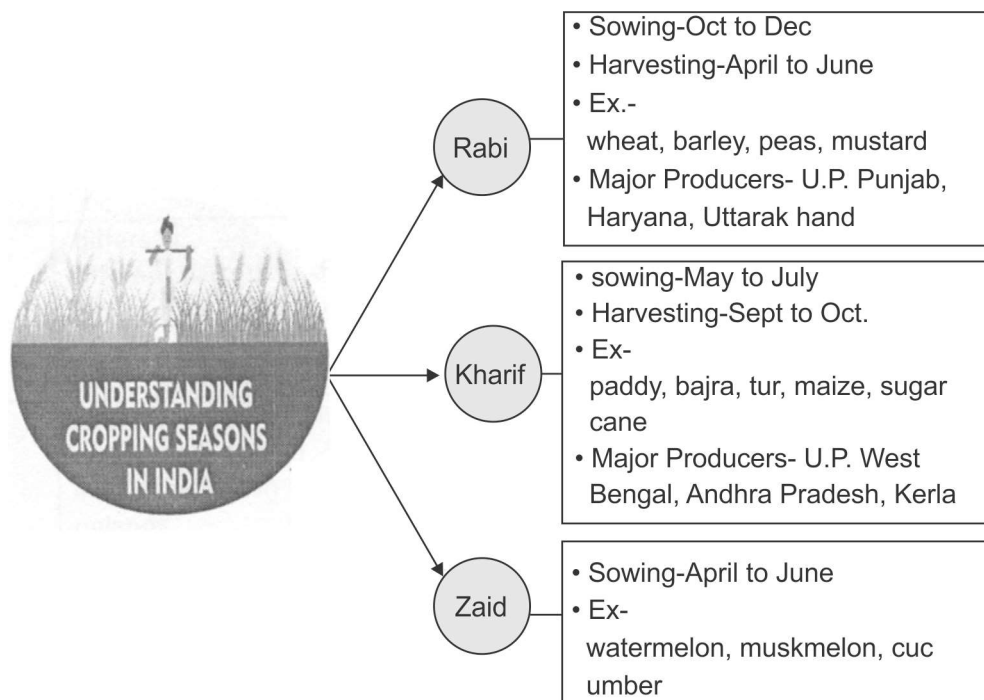 UNDERSTANDING
CROPPING SEASONS
IN INDIA
Rabi
• Sowing-Oct to Dec
• Harvesting-April to June
• Ex.-
wheat, barley, peas, mustard
• Major Producers- U.P. Punjab,
Haryana, Uttarak hand
Kharif
• sowing-May to July
• Harvesting-Sept to Oct.
• Ex-
paddy, bajra, tur, maize, sugar
cane
• Major Producers- U.P. West
Bengal, Andhra Pradesh, Kerla
Zaid
• Sowing-April to June
• Ex-
watermelon, muskmelon, cuc
umber